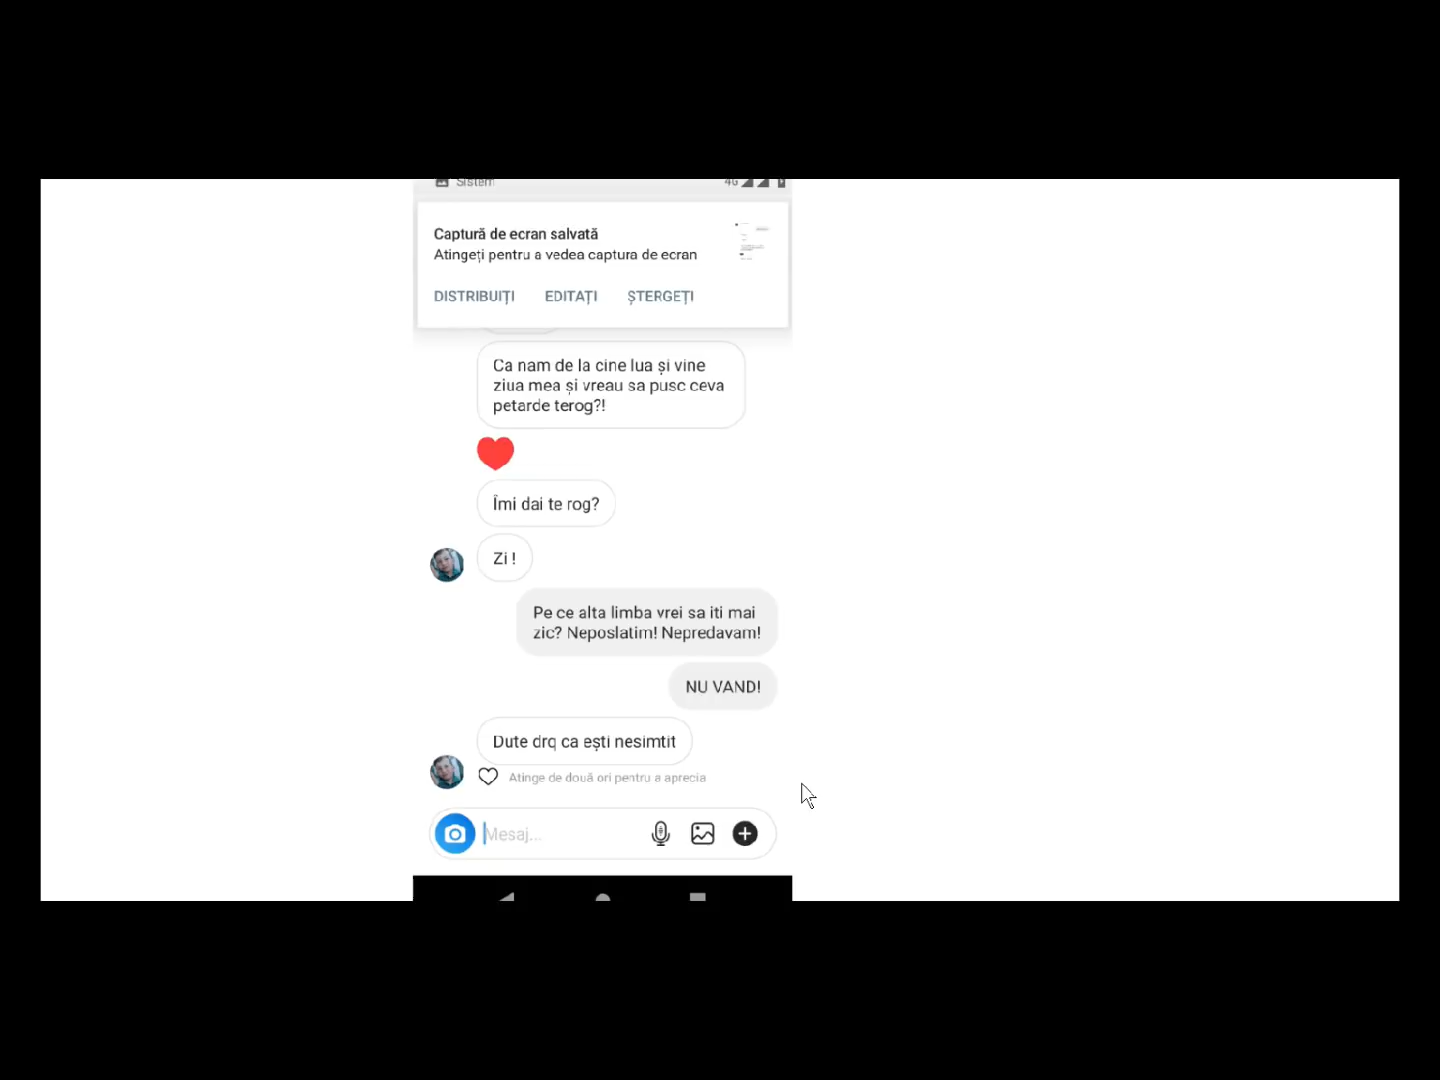 Sistem
4G
Captură de ecran salvată
Atingeți pentru a vedea captura de ecran
DISTRIBUIȚI EDITAȚI ȘTERGEȚI
Ca nam de la cine lua și vine
ziua mea și vreau sa pusc ceva
petarde terog?!
Îmi dai te rog?
Zi !
Pe ce alta limba vrei sa iti mai
zic? Neposlatim! Nepredavam!
NU VAND!
Dute drq ca ești nesimtit
Atinge de două ori pentru a aprecia
Mesaj...